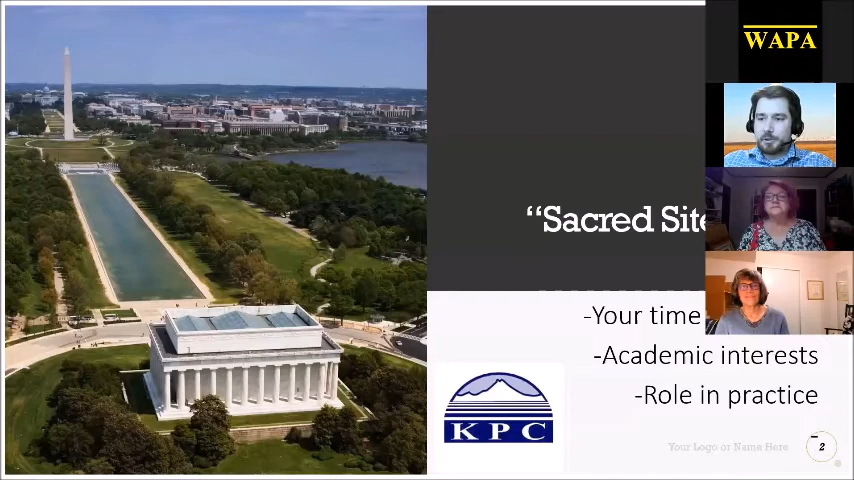 WAPA
“Sacred Site
-Your time
-Academic interests
-Role in practice
KPC
Your Logo or Name Here
2